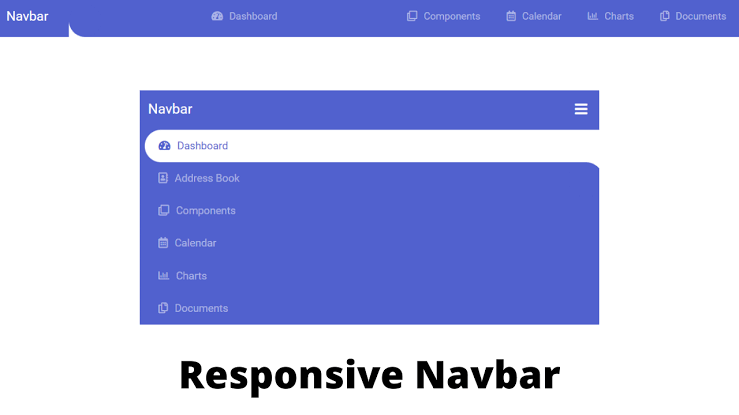 Navbar Dashboard Components Calendar Charts Documents
Navbar
Dashboard
Address Book
Components
Calendar
Charts
Documents
Responsive Navbar